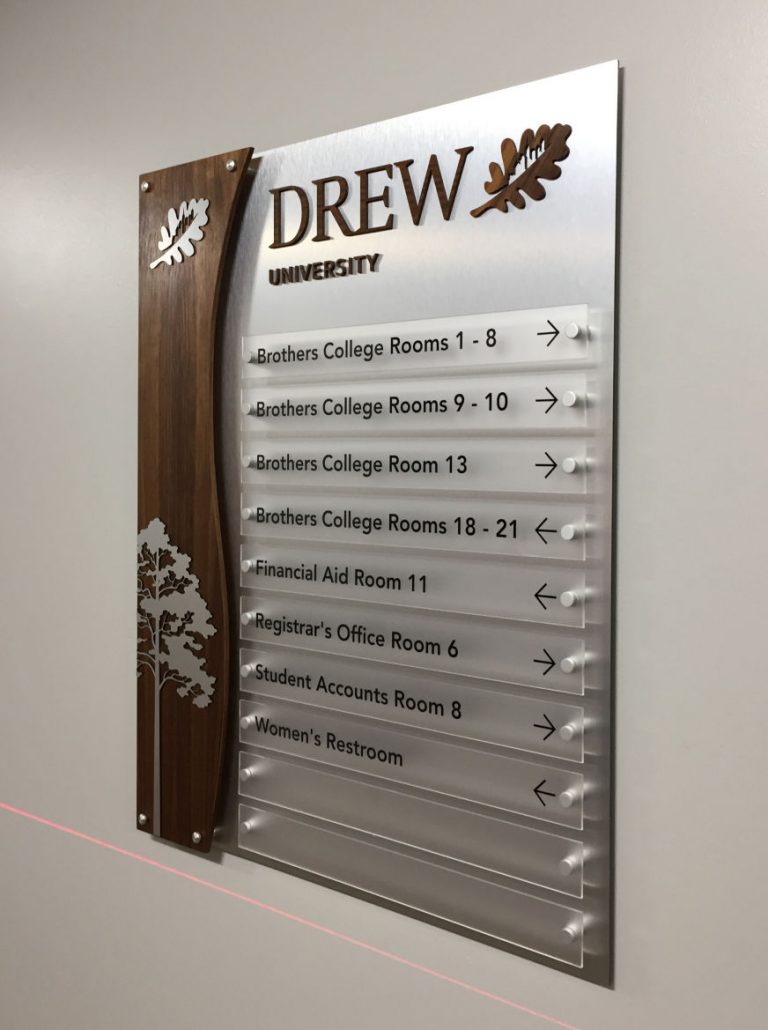 DREW
UNIVERSITY
Brothers College Rooms 1 - 8 →
Brothers College Rooms 9 - 10 →
Brothers College Room 13 →
Brothers College Rooms 18 - 21 ←
Financial Aid Room 11 ←
Registrar's Office Room 6 →
Student Accounts Room 8 →
Women's Restroom ←